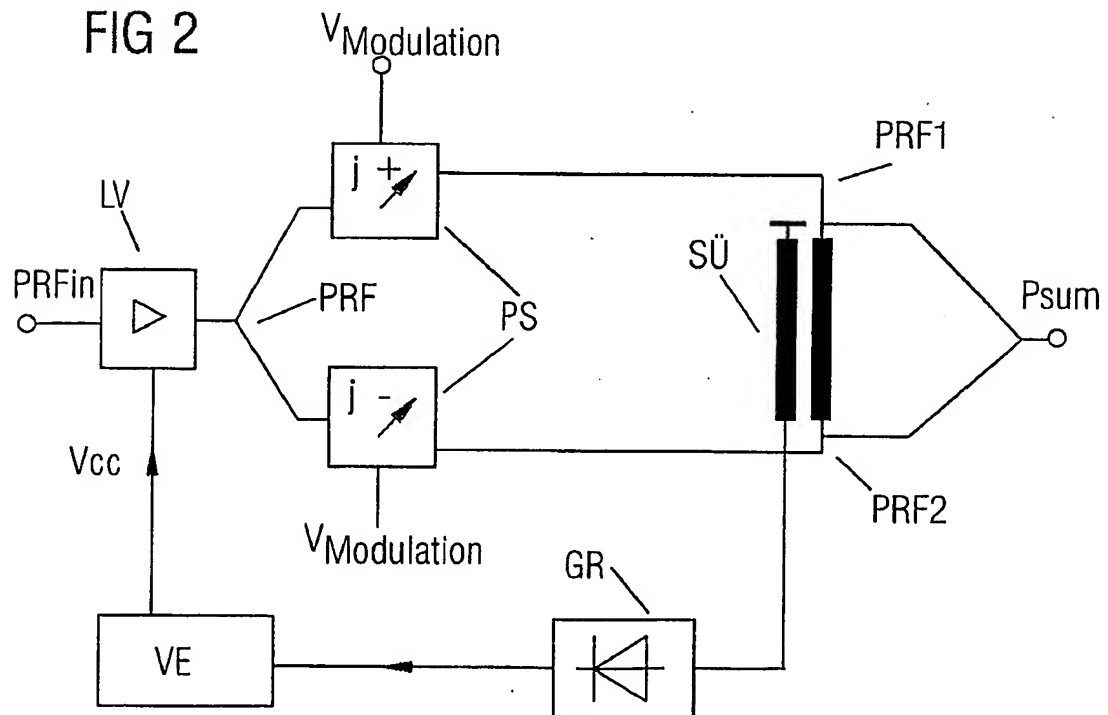 FIG 2
VModulation
PRF1
LV
j +
PRFin
PRF
PS
SÜ
Psum
j -
Vcc
VModulation
PRF2
GR
VE